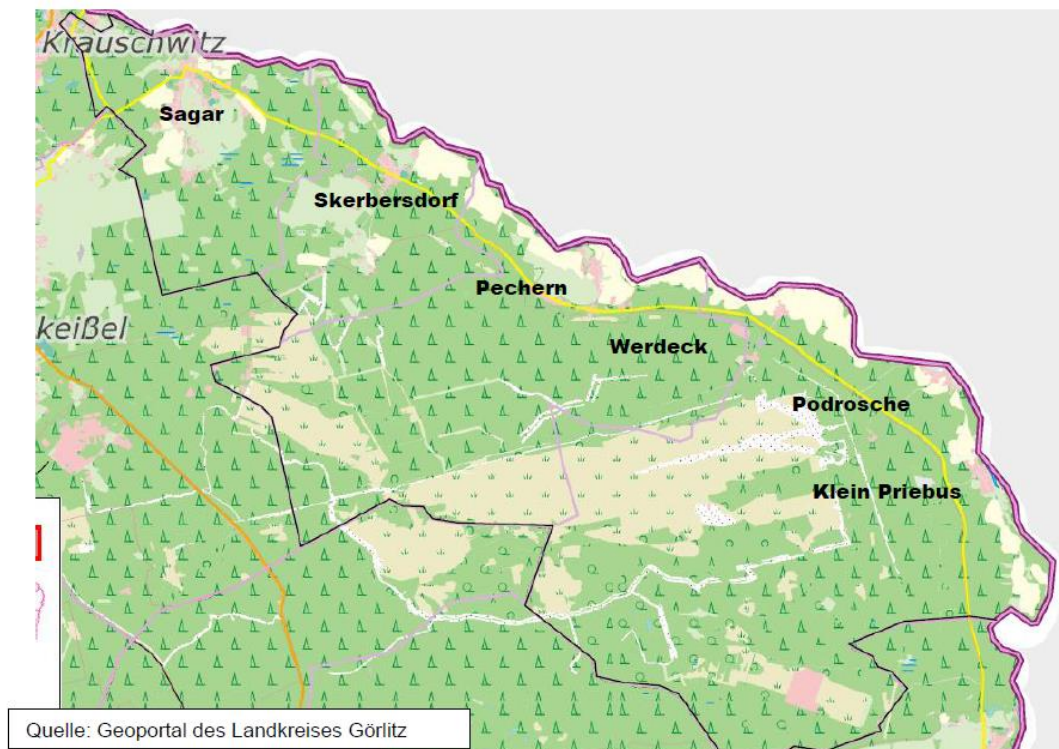 Krauschwitz
Sagar
Skerbersdorf
Pechern
keißel
Werdeck
Podrosche
Klein Priebus
Quelle: Geoportal des Landkreises Görlitz